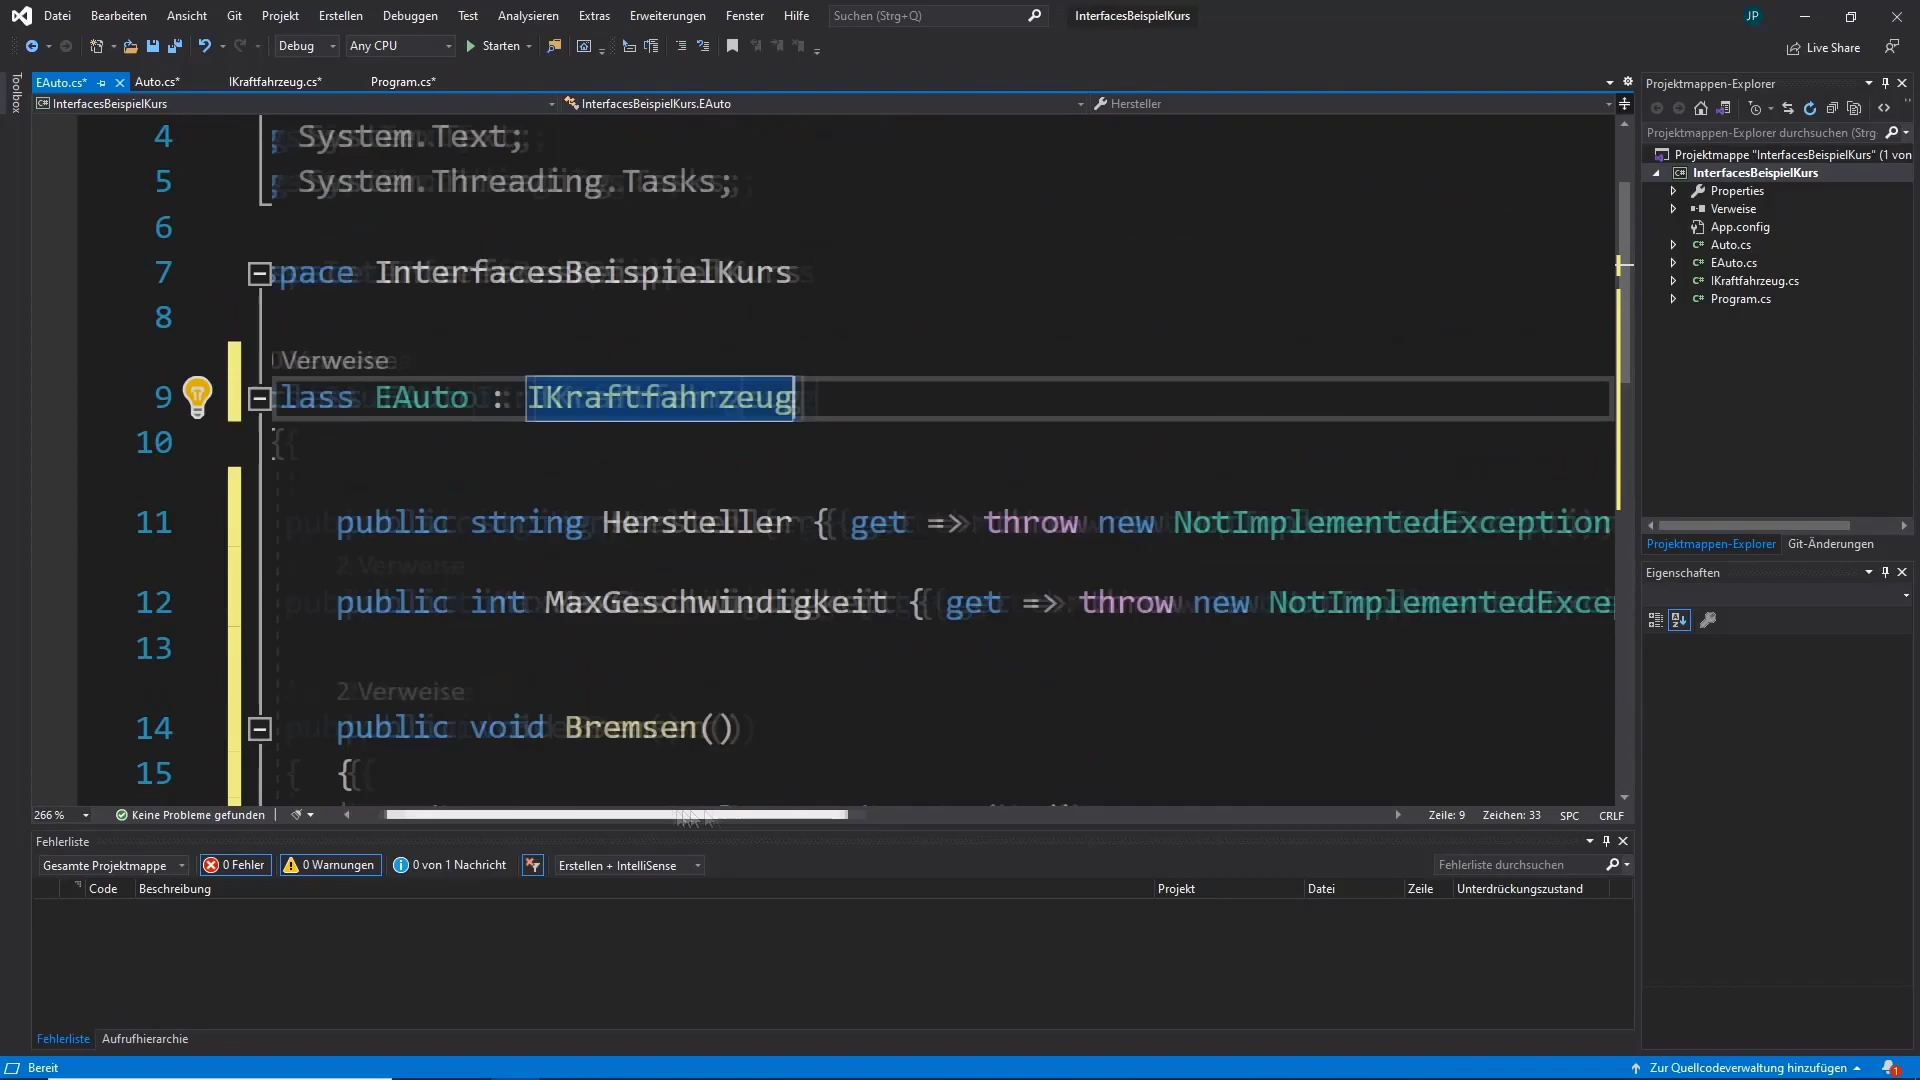 Datei Bearbeiten Ansicht Git Projekt Erstellen Debuggen Test Analysieren Extras Erweiterungen Fenster Hilfe Suchen (Strg+Q) InterfacesBeispielKurs JP
Debug Any CPU Starten Live Share
Toolbox
EAuto.cs* Auto.cs* IKraftfahrzeug.cs* Program.cs*
InterfacesBeispielKurs InterfacesBeispielKurs.EAuto Hersteller
4 ; System.Text;
5 ; System.Threading.Tasks;
6
7 pace InterfacesBeispielKurs
8
Verweise
9 lass EAuto : IKraftfahrzeug
10 {
11 public string Hersteller { get => throw new NotImplementedException
2 Verweise
12 public int MaxGeschwindigkeit { get => throw new NotImplementedExce
13
2 Verweise
14 public void Bremsen()
15 {
266 % Keine Probleme gefunden Zeile: 9 Zeichen: 33 SPC CRLF
Fehlerliste
Gesamte Projektmappe 0 Fehler 0 Warnungen 0 von 1 Nachricht Erstellen + IntelliSense Fehlerliste durchsuchen
Code Beschreibung Projekt Datei Zeile Unterdrückungszustand
Fehlerliste Aufrufhierarchie
Bereit Zur Quellcodeverwaltung hinzufügen 1
Projektmappen-Explorer
Projektmappen-Explorer durchsuchen (Strg
Projektmappe "InterfacesBeispielKurs" (1 von
InterfacesBeispielKurs
Properties
Verweise
App.config
Auto.cs
EAuto.cs
IKraftfahrzeug.cs
Program.cs
Projektmappen-Explorer Git-Änderungen
Eigenschaften